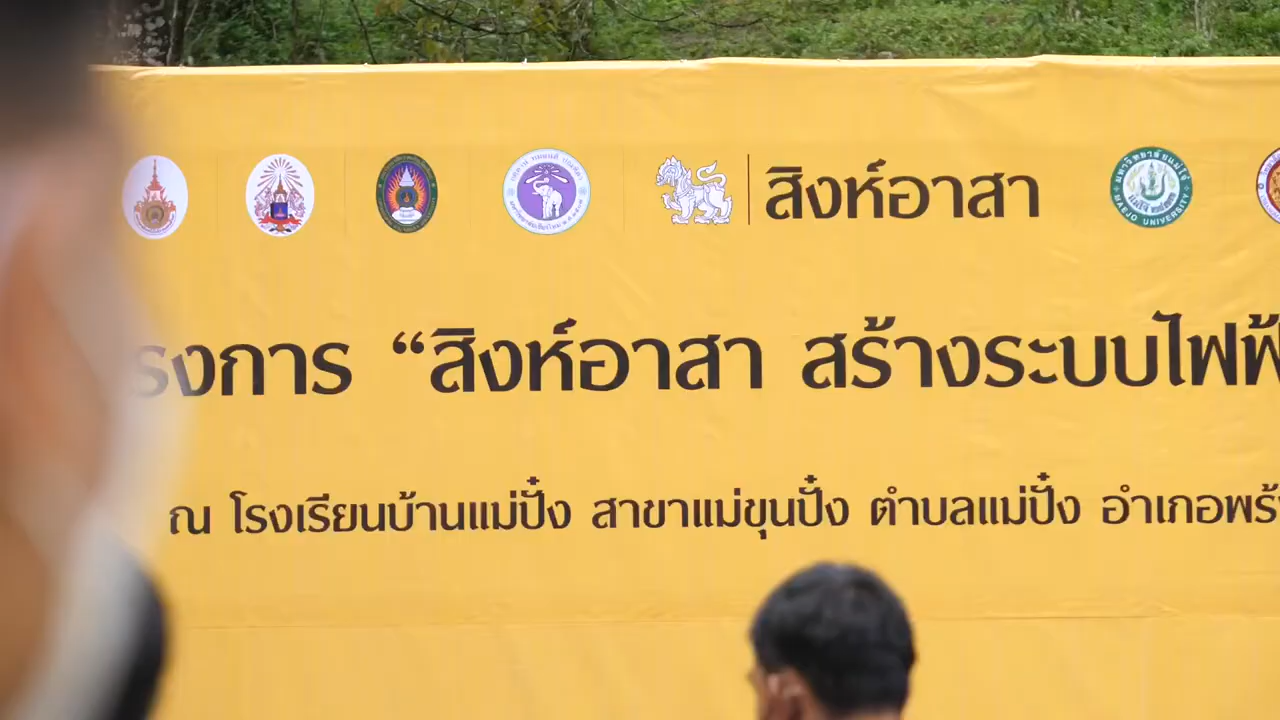 สิงห์อาสา
MAEJO UNIVERSITY
โครงการ “สิงห์อาสา สร้างระบบไฟฟ้
ณ โรงเรียนบ้านแม่ปั๋ง สาขาแม่ขุนปั๋ง ตำบลแม่ปั๋ง อำเภอพร้